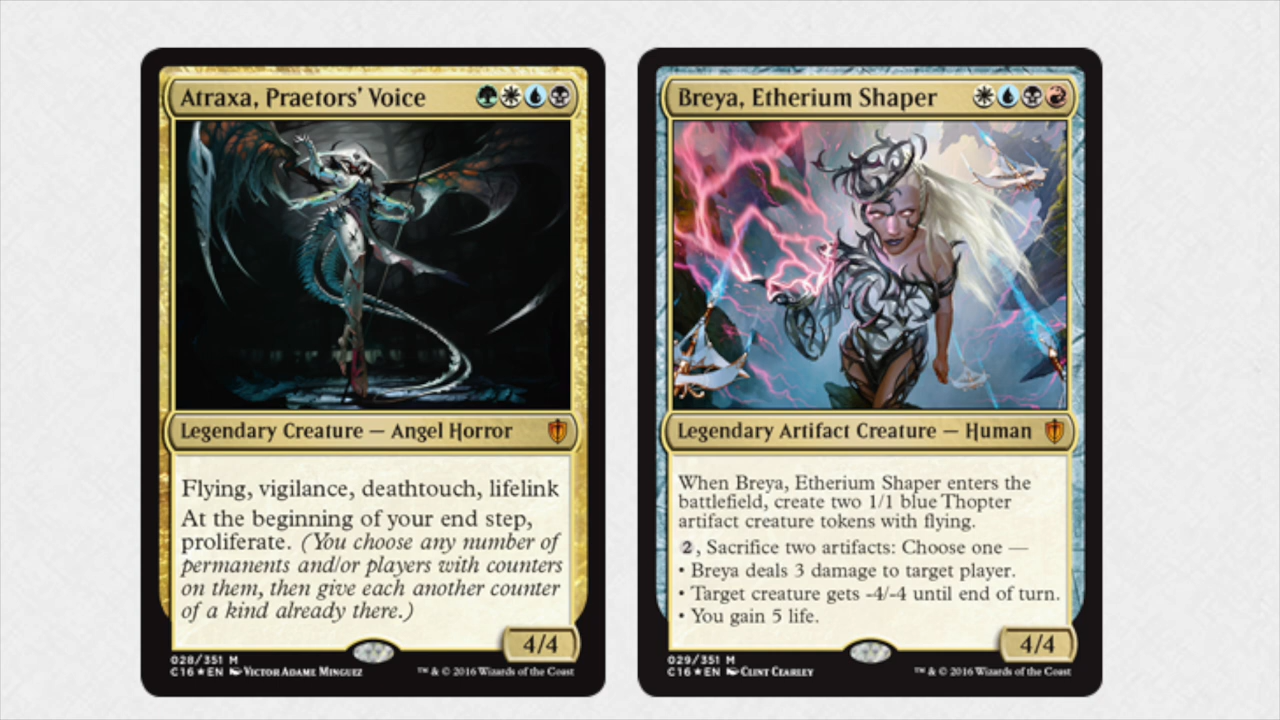 Atraxa, Praetors' Voice
Legendary Creature — Angel Horror
Flying, vigilance, deathtouch, lifelink
At the beginning of your end step,
proliferate. (You choose any number of
permanents and/or players with counters
on them, then give each another counter
of a kind already there.)
4/4
028/351 M
C16 ★ EN Victor Adame Minguez
™ & © 2016 Wizards of the Coast
Breya, Etherium Shaper
Legendary Artifact Creature — Human
When Breya, Etherium Shaper enters the
battlefield, create two 1/1 blue Thopter
artifact creature tokens with flying.
2, Sacrifice two artifacts: Choose one —
• Breya deals 3 damage to target player.
• Target creature gets -4/-4 until end of turn.
• You gain 5 life.
4/4
029/351 M
C16 ★ EN Clint Cearley
™ & © 2016 Wizards of the Coast